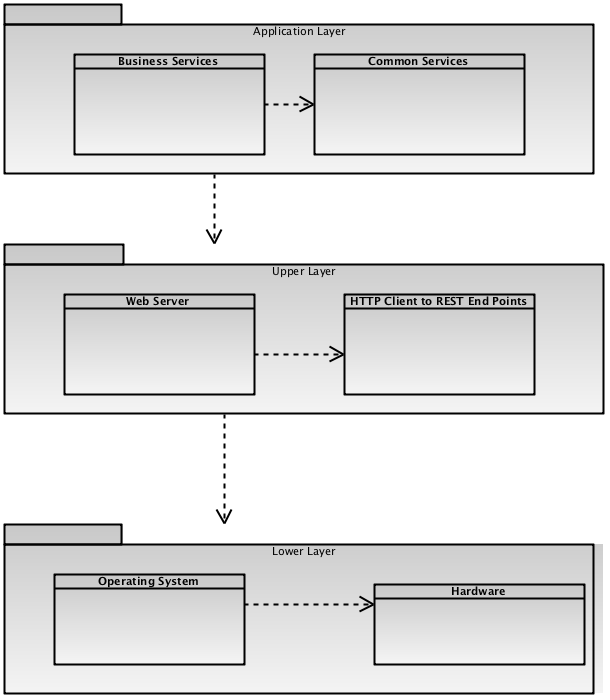 Application Layer
Business Services
Common Services
Upper Layer
Web Server
HTTP Client to REST End Points
Lower Layer
Operating System
Hardware